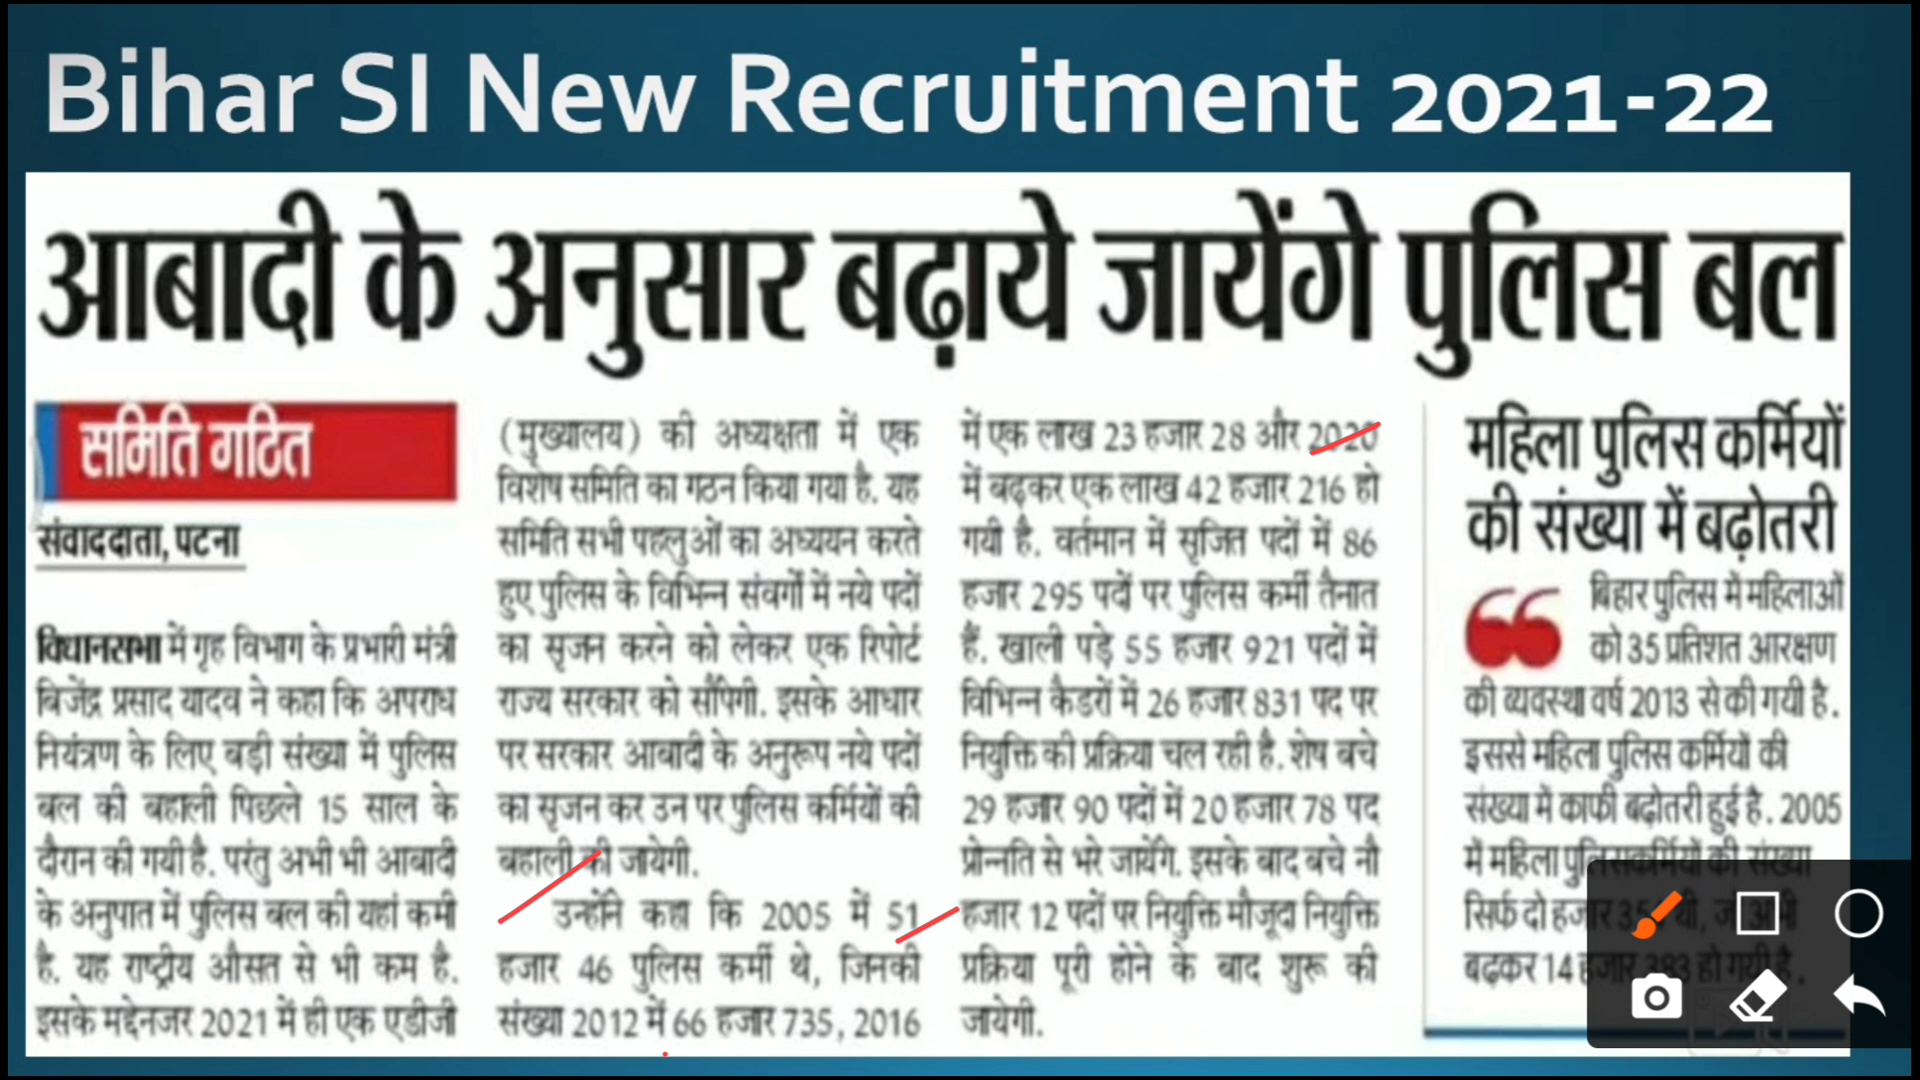 Bihar SI New Recruitment 2021-22
आबादी के अनुसार बढ़ाये जायेंगे पुलिस बल
समिति गठित
संवाददाता, पटना
विधानसभा में गृह विभाग के प्रभारी मंत्री
बिजेंद्र प्रसाद यादव ने कहा कि अपराध
नियंत्रण के लिए बड़ी संख्या में पुलिस
बल की बहाली पिछले 15 साल के
दौरान की गयी है. परंतु अभी भी आबादी
के अनुपात में पुलिस बल की यहां कमी
है. यह राष्ट्रीय औसत से भी कम है.
इसके मद्देनजर 2021 में ही एक एडीजी
(मुख्यालय) की अध्यक्षता में एक
विशेष समिति का गठन किया गया है. यह
समिति सभी पहलुओं का अध्ययन करते
हुए पुलिस के विभिन्न संवर्गों में नये पदों
का सृजन करने को लेकर एक रिपोर्ट
राज्य सरकार को सौंपेगी. इसके आधार
पर सरकार आबादी के अनुरूप नये पदों
का सृजन कर उन पर पुलिस कर्मियों की
बहाली की जायेगी.
उन्होंने कहा कि 2005 में 51
हजार 46 पुलिस कर्मी थे, जिनकी
संख्या 2012 में 66 हजार 735, 2016
में एक लाख 23 हजार 28 और 2020
में बढ़कर एक लाख 42 हजार 216 हो
गयी है. वर्तमान में सृजित पदों में 86
हजार 295 पदों पर पुलिस कर्मी तैनात
हैं. खाली पड़े 55 हजार 921 पदों में
विभिन्न कैडरों में 26 हजार 831 पद पर
नियुक्ति की प्रक्रिया चल रही है. शेष बचे
29 हजार 90 पदों में 20 हजार 78 पद
प्रोन्नति से भरे जायेंगे. इसके बाद बचे नौ
हजार 12 पदों पर नियुक्ति मौजूदा नियुक्ति
प्रक्रिया पूरी होने के बाद शुरू की
जायेगी.
महिला पुलिस कर्मियों
की संख्या में बढ़ोतरी
बिहार पुलिस में महिलाओं
को 35 प्रतिशत आरक्षण
की व्यवस्था वर्ष 2013 से की गयी है.
इससे महिला पुलिस कर्मियों की
संख्या में काफी बढ़ोतरी हुई है. 2005
में महिला पुलिसकर्मियों की संख्या
सिर्फ दो हजार थी, जो अभी
बढ़कर 14 हजार 383 हो गयी है.